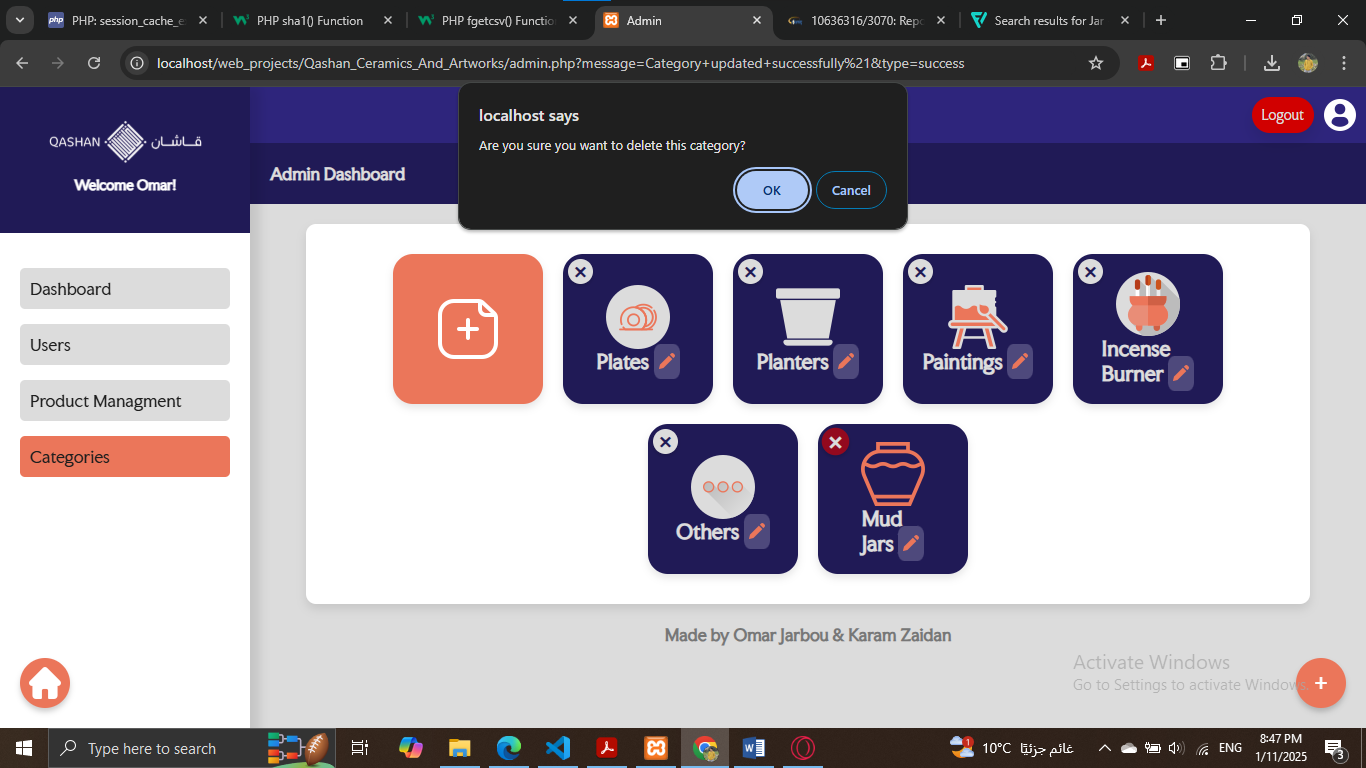 PHP: session_cache_e
PHP sha1() Function
PHP fgetcsv() Functio
Admin
10636316/3070: Repo
Search results for Jar
localhost/web_projects/Qashan_Ceramics_And_Artworks/admin.php?message=Category+updated+successfully%21&type=success
localhost says
Are you sure you want to delete this category?
OK
Cancel
QASHAN قـاشـان
Welcome Omar!
Logout
Admin Dashboard
Dashboard
Users
Product Managment
Categories
Plates
Planters
Paintings
Incense
Burner
Others
Mud
Jars
Made by Omar Jarbou & Karam Zaidan
Activate Windows
Go to Settings to activate Windows.
Type here to search
10°C غائم جزئيًا
ENG
8:47 PM
1/11/2025
3